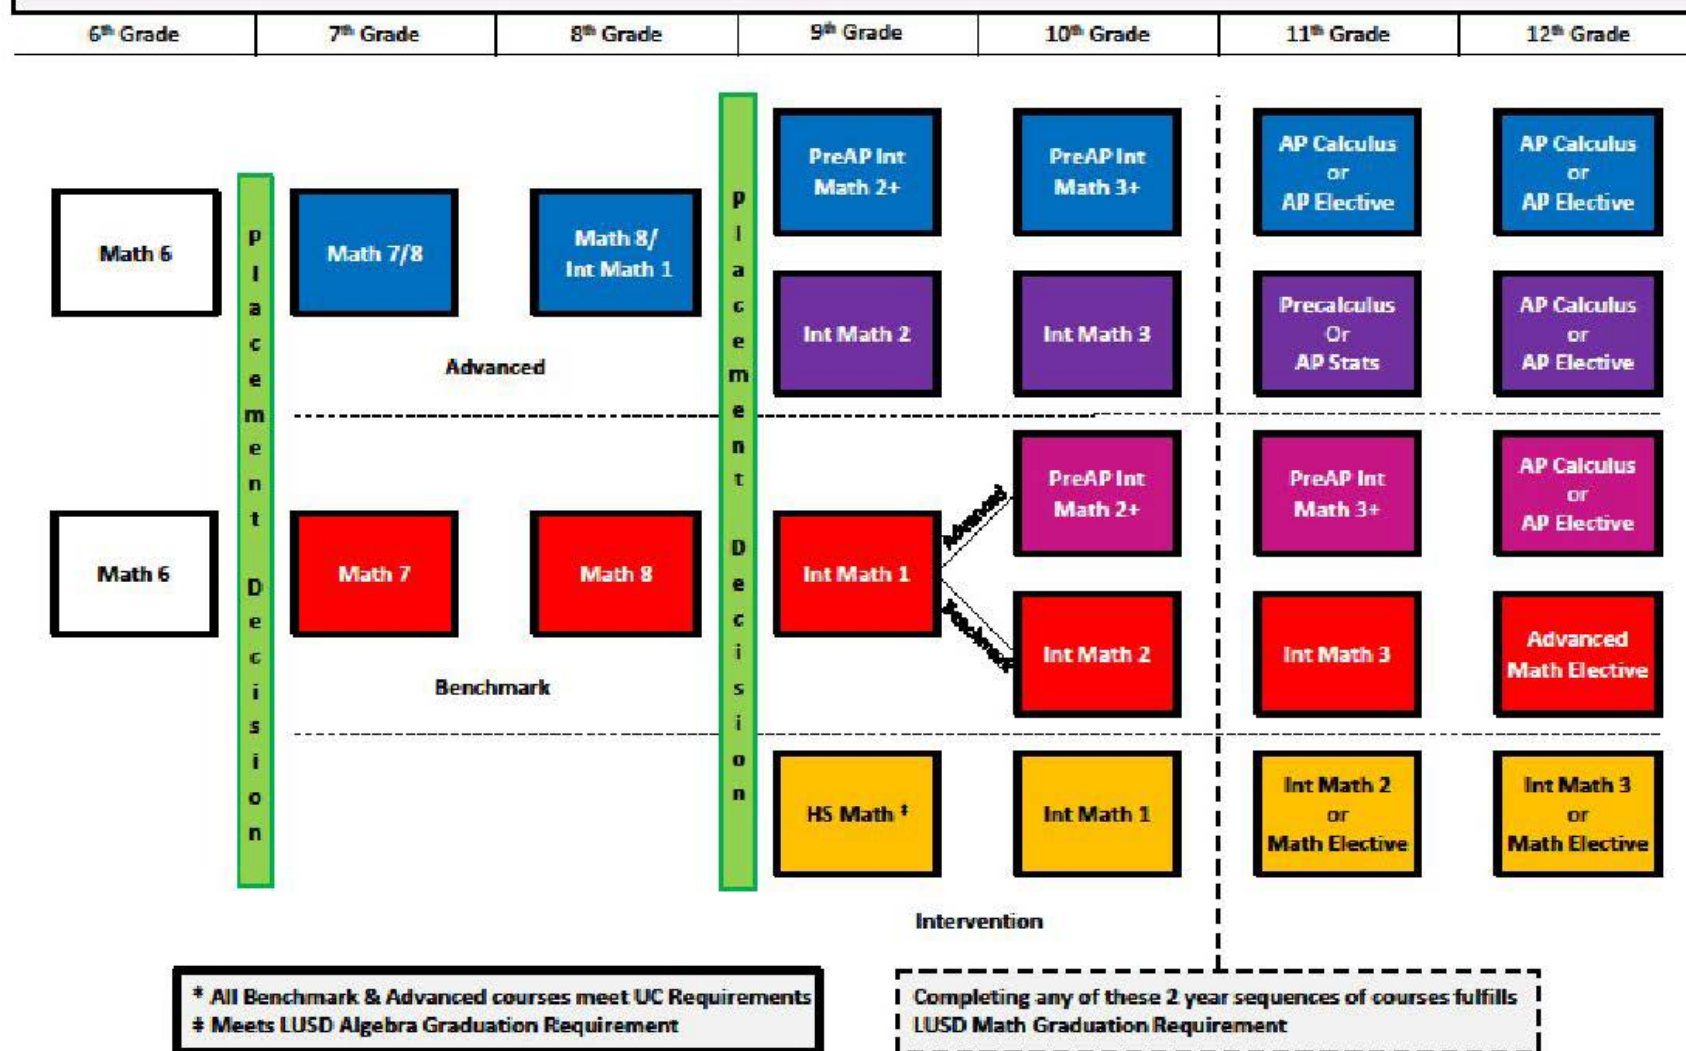 6th Grade
7th Grade
8th Grade
9th Grade
10th Grade
11th Grade
12th Grade
Math 6
Placement Decision
Math 7/8
Math 8/
Int Math 1
Advanced
placement Decision
PreAP Int
Math 2+
PreAP Int
Math 3+
AP Calculus
or
AP Elective
AP Calculus
or
AP Elective
Int Math 2
Int Math 3
Precalculus
Or
AP Stats
AP Calculus
or
AP Elective
Math 6
Math 7
Math 8
Benchmark
Int Math 1
PreAP Int
Math 2+
PreAP Int
Math 3+
AP Calculus
or
AP Elective
Int Math 2
Int Math 3
Advanced
Math Elective
HS Math ‡
Int Math 1
Int Math 2
or
Math Elective
Int Math 3
or
Math Elective
Intervention
* All Benchmark & Advanced courses meet UC Requirements
‡ Meets LUSD Algebra Graduation Requirement
Completing any of these 2 year sequences of courses fulfills
LUSD Math Graduation Requirement